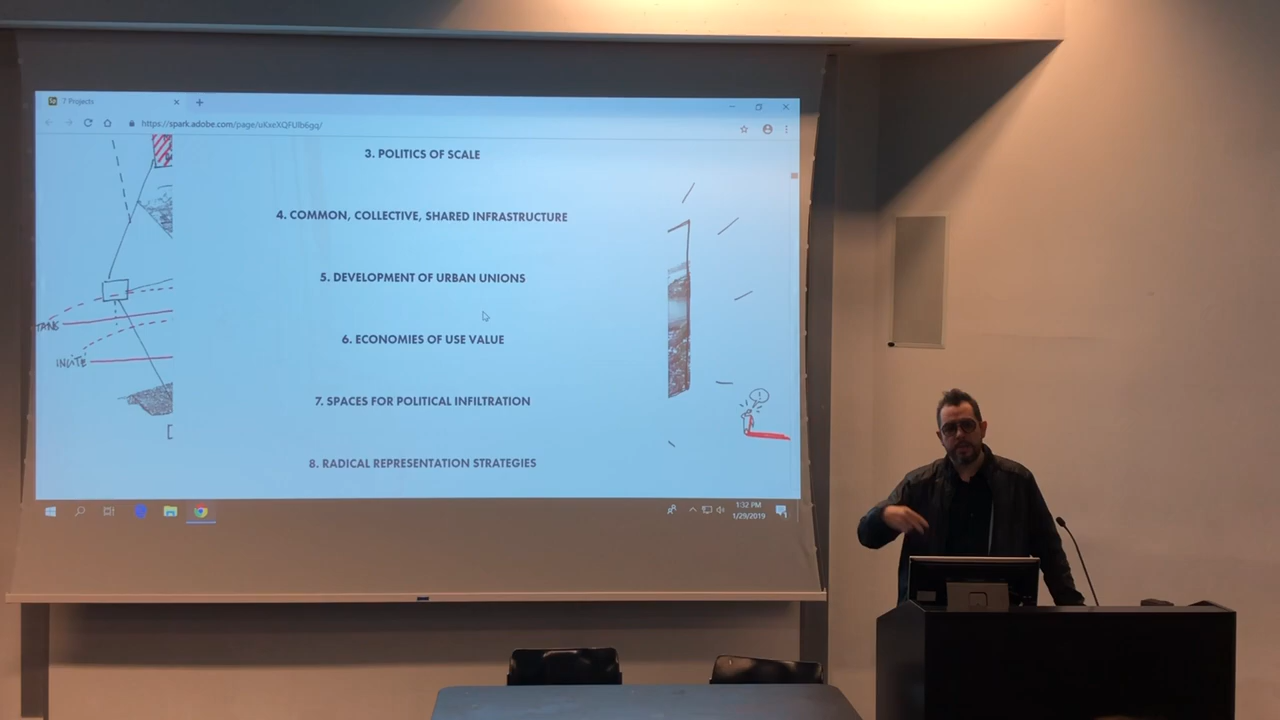 7 Projects
https://spark.adobe.com/page/uKxeXQFUlb6gq/
3. POLITICS OF SCALE
4. COMMON, COLLECTIVE, SHARED INFRASTRUCTURE
5. DEVELOPMENT OF URBAN UNIONS
6. ECONOMIES OF USE VALUE
7. SPACES FOR POLITICAL INFILTRATION
8. RADICAL REPRESENTATION STRATEGIES
INCITE
!
1:32 PM
1/29/2019